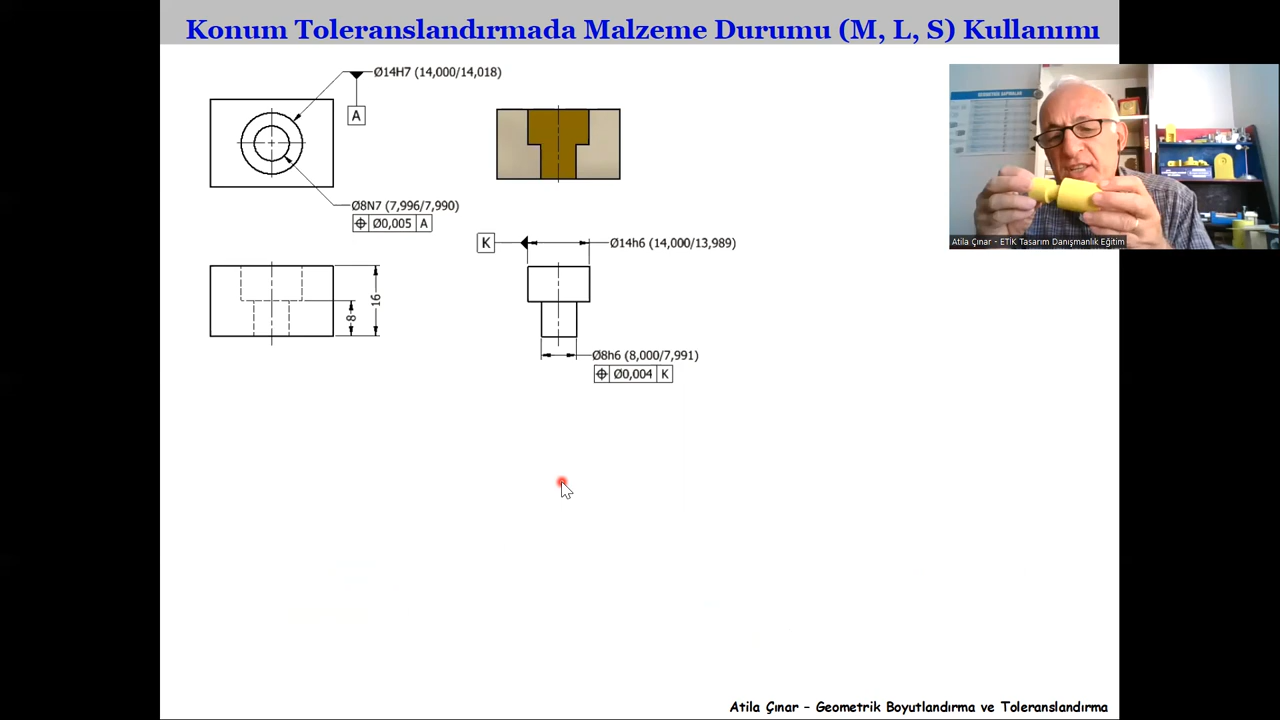 Konum Toleranslandırmada Malzeme Durumu (M, L, S) Kullanımı
Ø14H7 (14,000/14,018)
A
Ø8N7 (7,996/7,990)
Ø0,005 A
K
Ø14h6 (14,000/13,989)
8
16
Ø8h6 (8,000/7,991)
Ø0,004 K
Atila Çınar - ETİK Tasarım Danışmanlık Eğitim
Atila Çınar – Geometrik Boyutlandırma ve Toleranslandırma